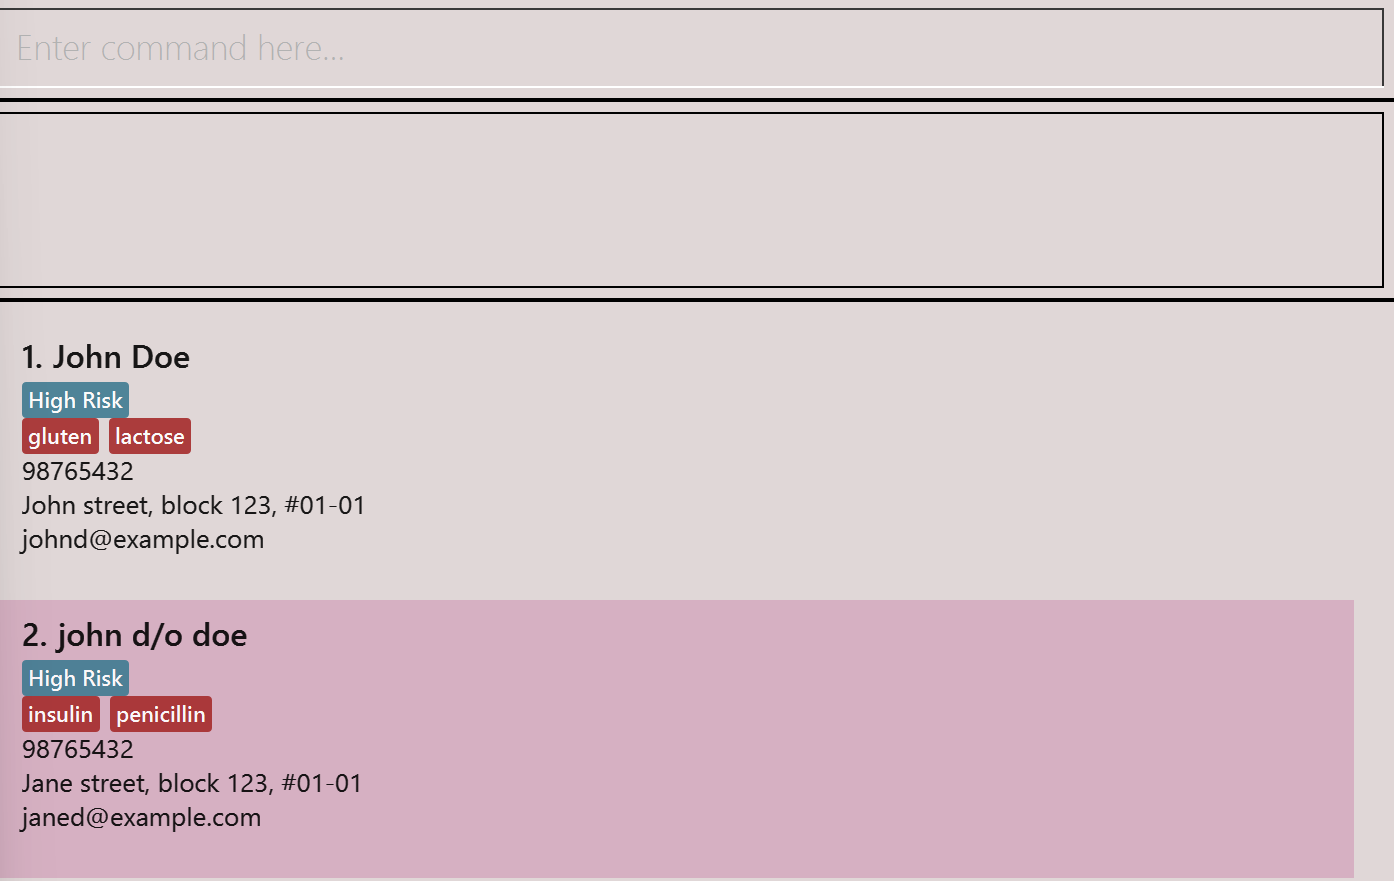 Enter command here...
1. John Doe
High Risk
gluten lactose
98765432
John street, block 123, #01-01
johnd@example.com
2. john d/o doe
High Risk
insulin penicillin
98765432
Jane street, block 123, #01-01
janed@example.com